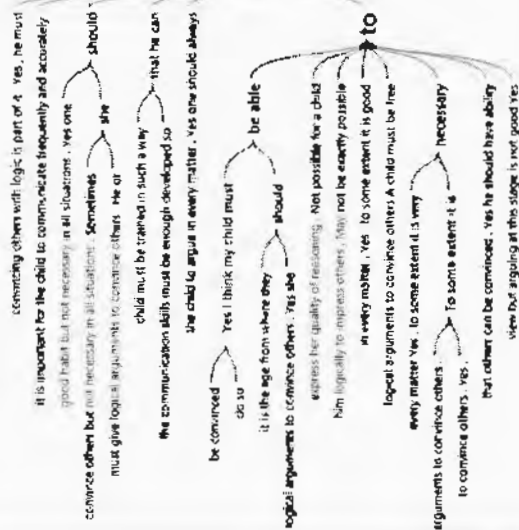 convincing others with logic is part of it Yes , he must
it is important for the child to communicate frequently and accurately
good habit but not necessary in all situations . Yes one
should
convince others but not necessary in all situations . Sometimes
she
must give logical arguments to convince others . He or
child must be trained in such a way
that he can
the communication skills must be enough developed so
the child to argue in every matter . Yes one should always
be convinced
Yes I think my child must
do so
be able
it is the age from where they
should
logical arguments to convince others . Yes she
to
express her quality of reasoning . Not possible for a child
him logically to impress others . May not be exactly possible
in every matter . Yes to some extent it is good
logical arguments to convince others A child must be free
every matter Yes . To some extent it is very
necessary
arguments to convince others .
To some extent it is
to convince others . Yes .
that others can be convinced . Yes he should have ability
view but arguing at this stage is not good Yes